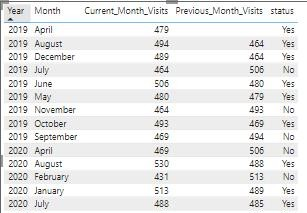 Year Month Current_Month_Visits Previous_Month_Visits status
2019 April 479 Yes
2019 August 494 464 Yes
2019 December 489 464 Yes
2019 July 464 506 No
2019 June 506 480 Yes
2019 May 480 479 Yes
2019 November 464 493 No
2019 October 493 469 Yes
2019 September 469 494 No
2020 April 469 506 No
2020 August 530 488 Yes
2020 February 431 513 No
2020 January 513 489 Yes
2020 July 488 485 Yes